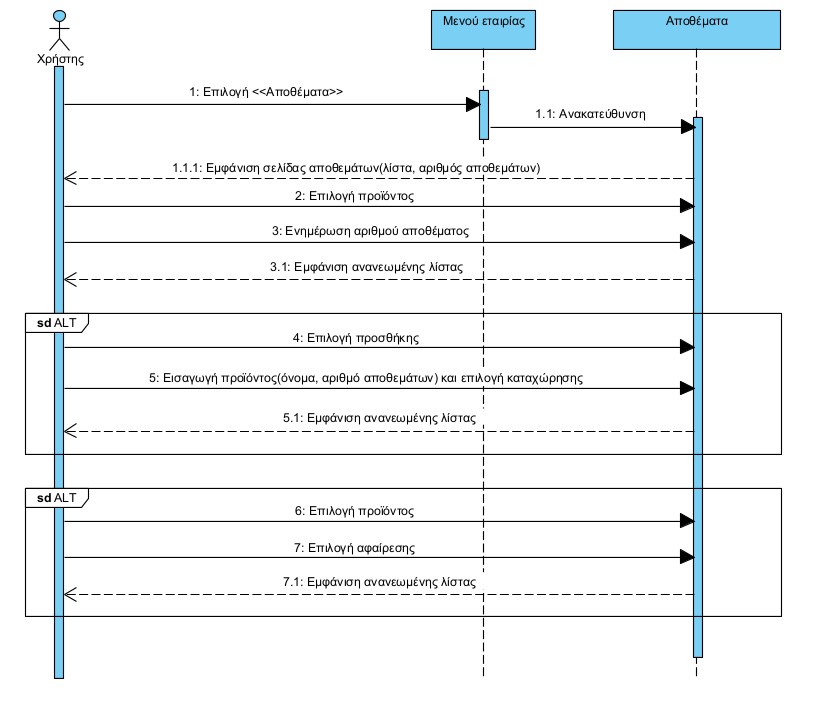 Χρήστης
Μενού εταιρίας
Αποθέματα
1: Επιλογή <<Αποθέματα>>
1.1: Ανακατεύθυνση
1.1.1: Εμφάνιση σελίδας αποθεμάτων(λίστα, αριθμός αποθεμάτων)
2: Επιλογή προϊόντος
3: Ενημέρωση αριθμού αποθέματος
3.1: Εμφάνιση ανανεωμένης λίστας
sd ALT
4: Επιλογή προσθήκης
5: Εισαγωγή προϊόντος(όνομα, αριθμό αποθεμάτων) και επιλογή καταχώρησης
5.1: Εμφάνιση ανανεωμένης λίστας
sd ALT
6: Επιλογή προϊόντος
7: Επιλογή αφαίρεσης
7.1: Εμφάνιση ανανεωμένης λίστας